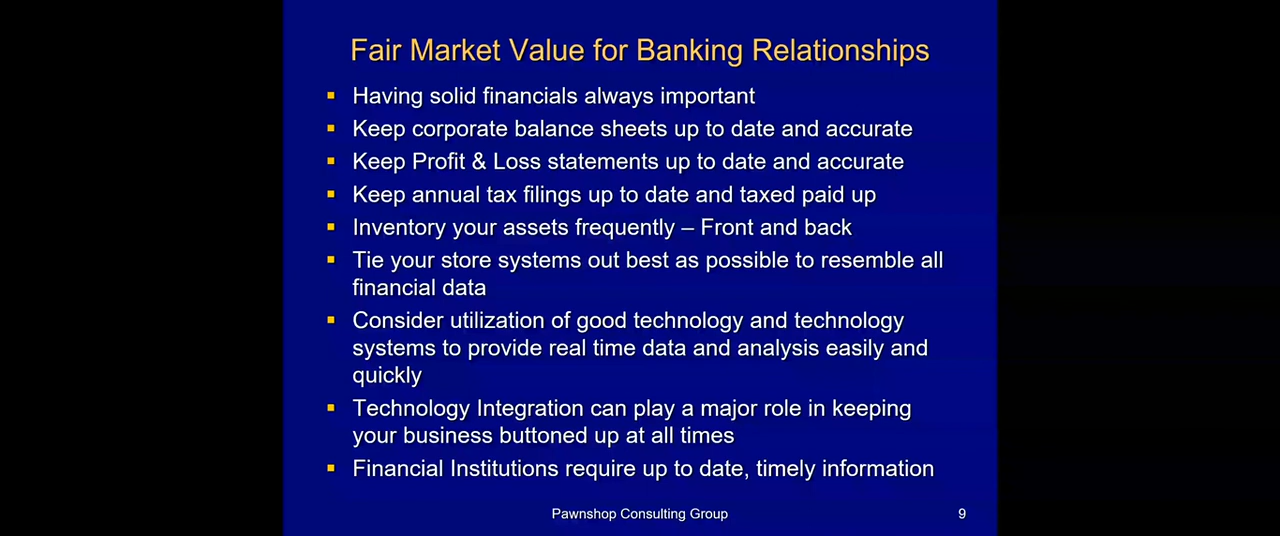 Fair Market Value for Banking Relationships
▪ Having solid financials always important
▪ Keep corporate balance sheets up to date and accurate
▪ Keep Profit & Loss statements up to date and accurate
▪ Keep annual tax filings up to date and taxed paid up
▪ Inventory your assets frequently – Front and back
▪ Tie your store systems out best as possible to resemble all
financial data
▪ Consider utilization of good technology and technology
systems to provide real time data and analysis easily and
quickly
▪ Technology Integration can play a major role in keeping
your business buttoned up at all times
▪ Financial Institutions require up to date, timely information
Pawnshop Consulting Group
9